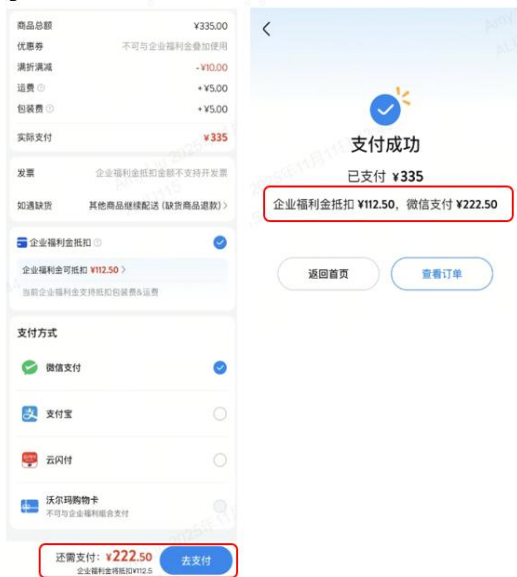 商品总额 ¥335.00
优惠券 不可与企业福利金叠加使用
满折满减 -¥10.00
运费 +¥5.00
包装费 +¥5.00
实际支付 ¥335
发票 企业福利金抵扣金额不支持开发票
如遇缺货 其他商品继续配送 (缺货商品退款) >
企业福利金抵扣
企业福利金可抵扣 ¥112.50 >
当前企业福利金支持抵扣包装费&运费
支付方式
微信支付
支付宝
云闪付
沃尔玛购物卡
不可与企业福利组合支付
还需支付: ¥222.50
企业福利金将抵扣¥112.5
去支付
支付成功
已支付 ¥335
企业福利金抵扣 ¥112.50, 微信支付 ¥222.50
返回首页
查看订单